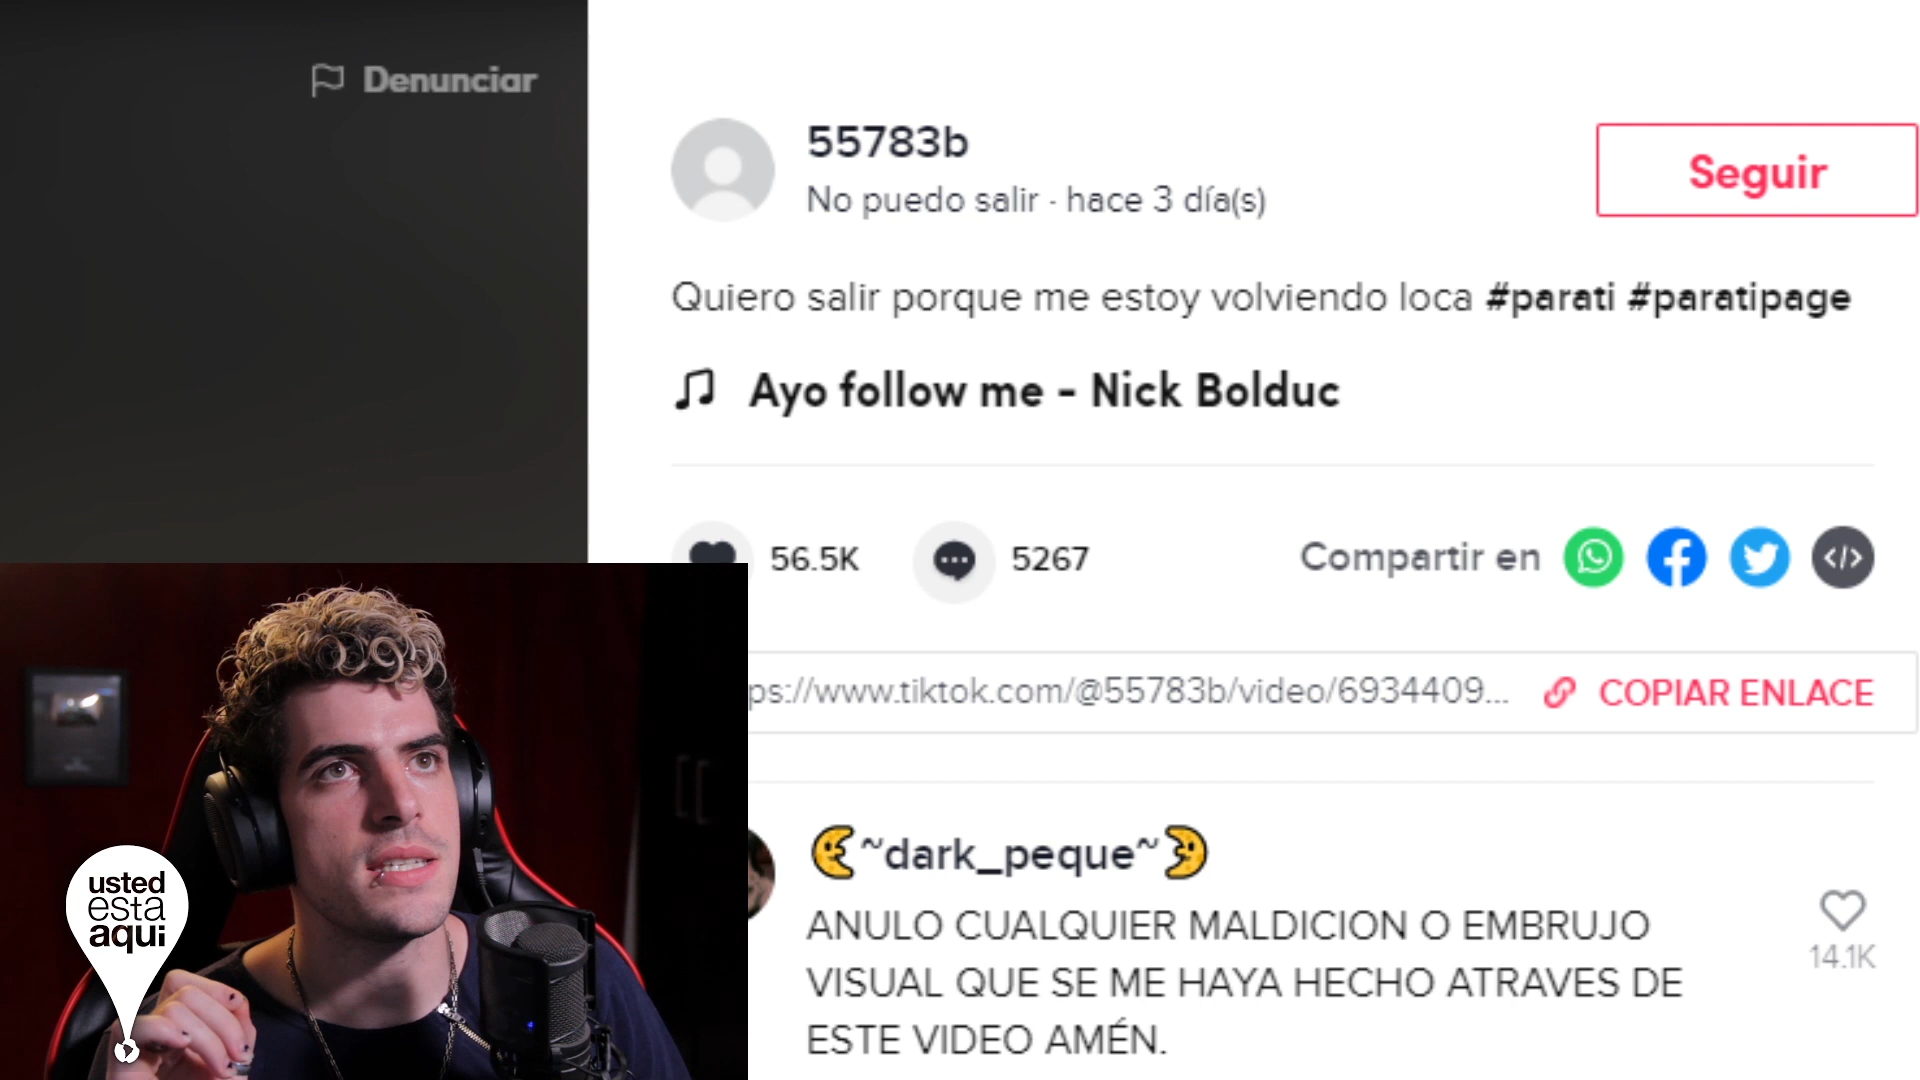 Denunciar
55783b
No puedo salir · hace 3 día(s)
Seguir
Quiero salir porque me estoy volviendo loca #parati #paratipage
Ayo follow me - Nick Bolduc
56.5K
5267
Compartir en
ps://www.tiktok.com/@55783b/video/6934409...
COPIAR ENLACE
~dark_peque~
ANULO CUALQUIER MALDICION O EMBRUJO
VISUAL QUE SE ME HAYA HECHO ATRAVES DE
ESTE VIDEO AMÉN.
14.1K
usted
esta
aqui